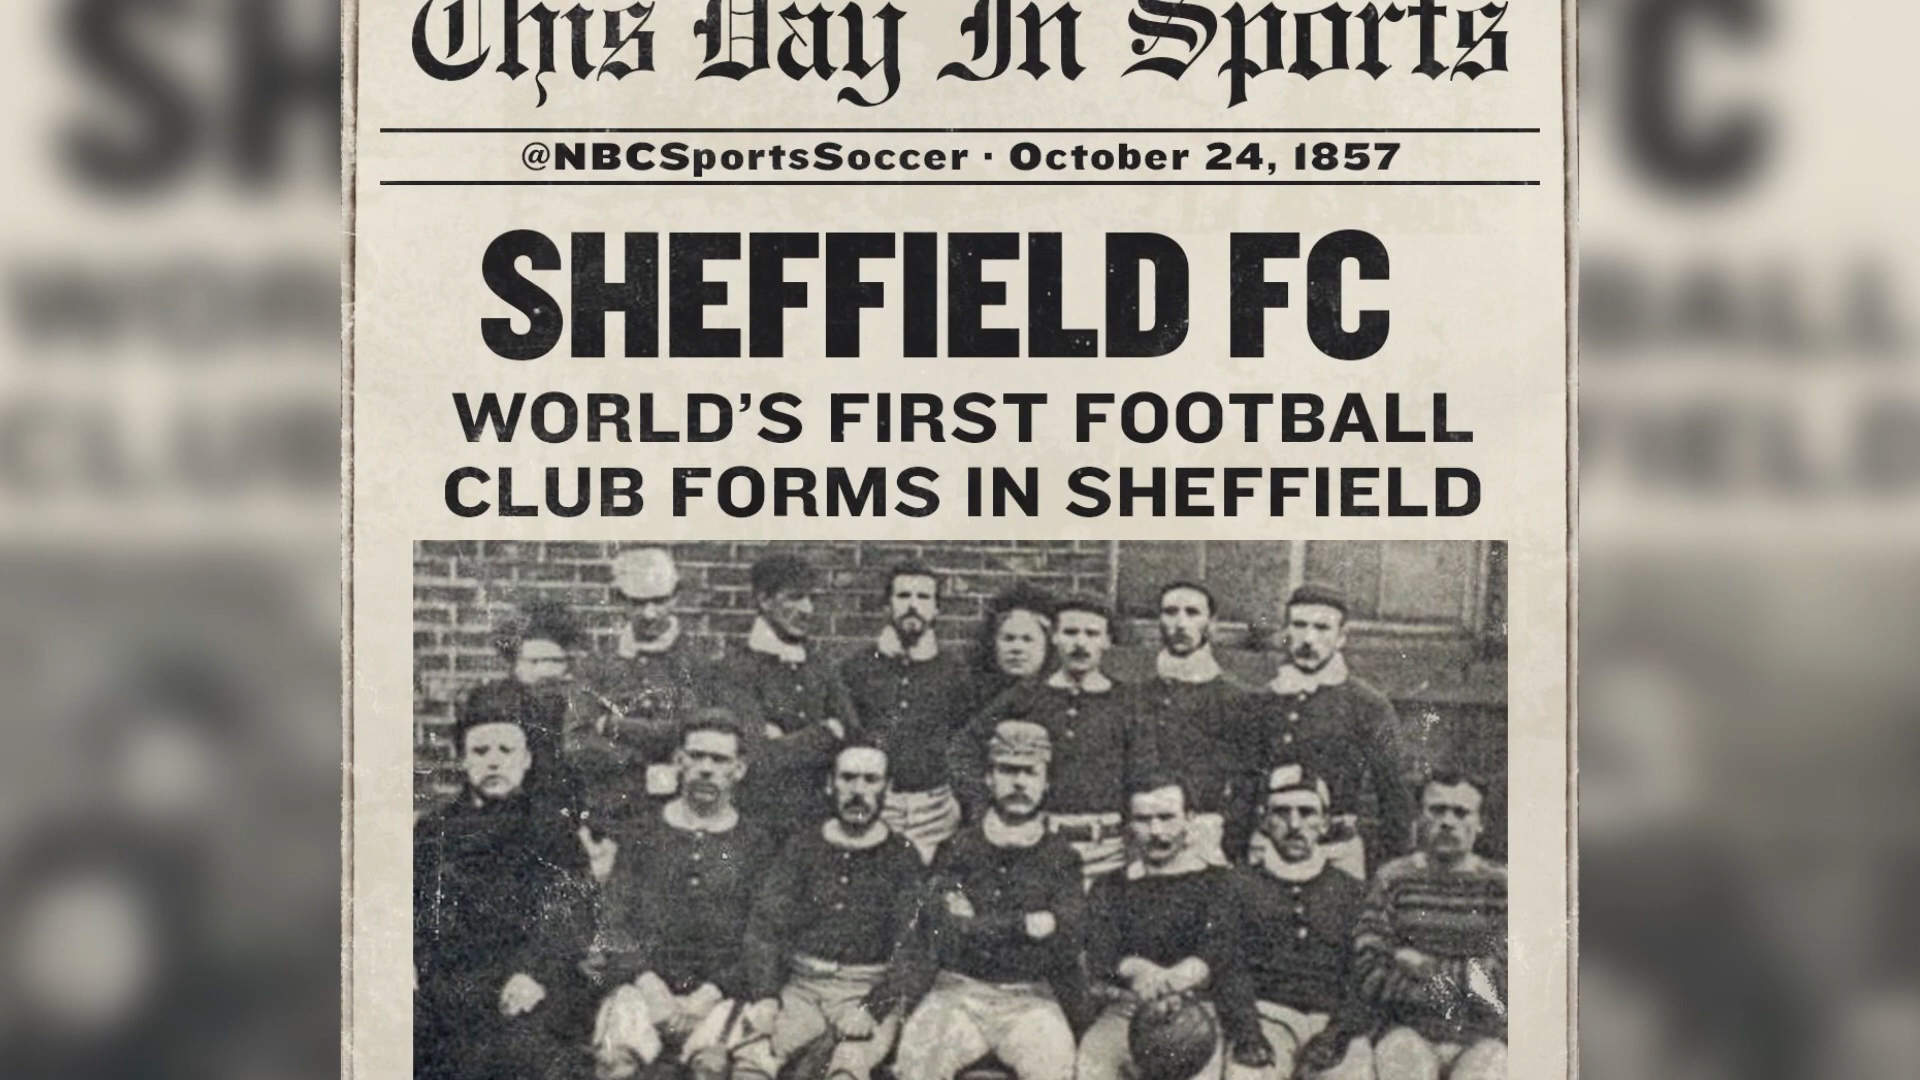 This Day In Sports
@NBCSportsSoccer · October 24, 1857
SHEFFIELD FC
WORLD'S FIRST FOOTBALL
CLUB FORMS IN SHEFFIELD